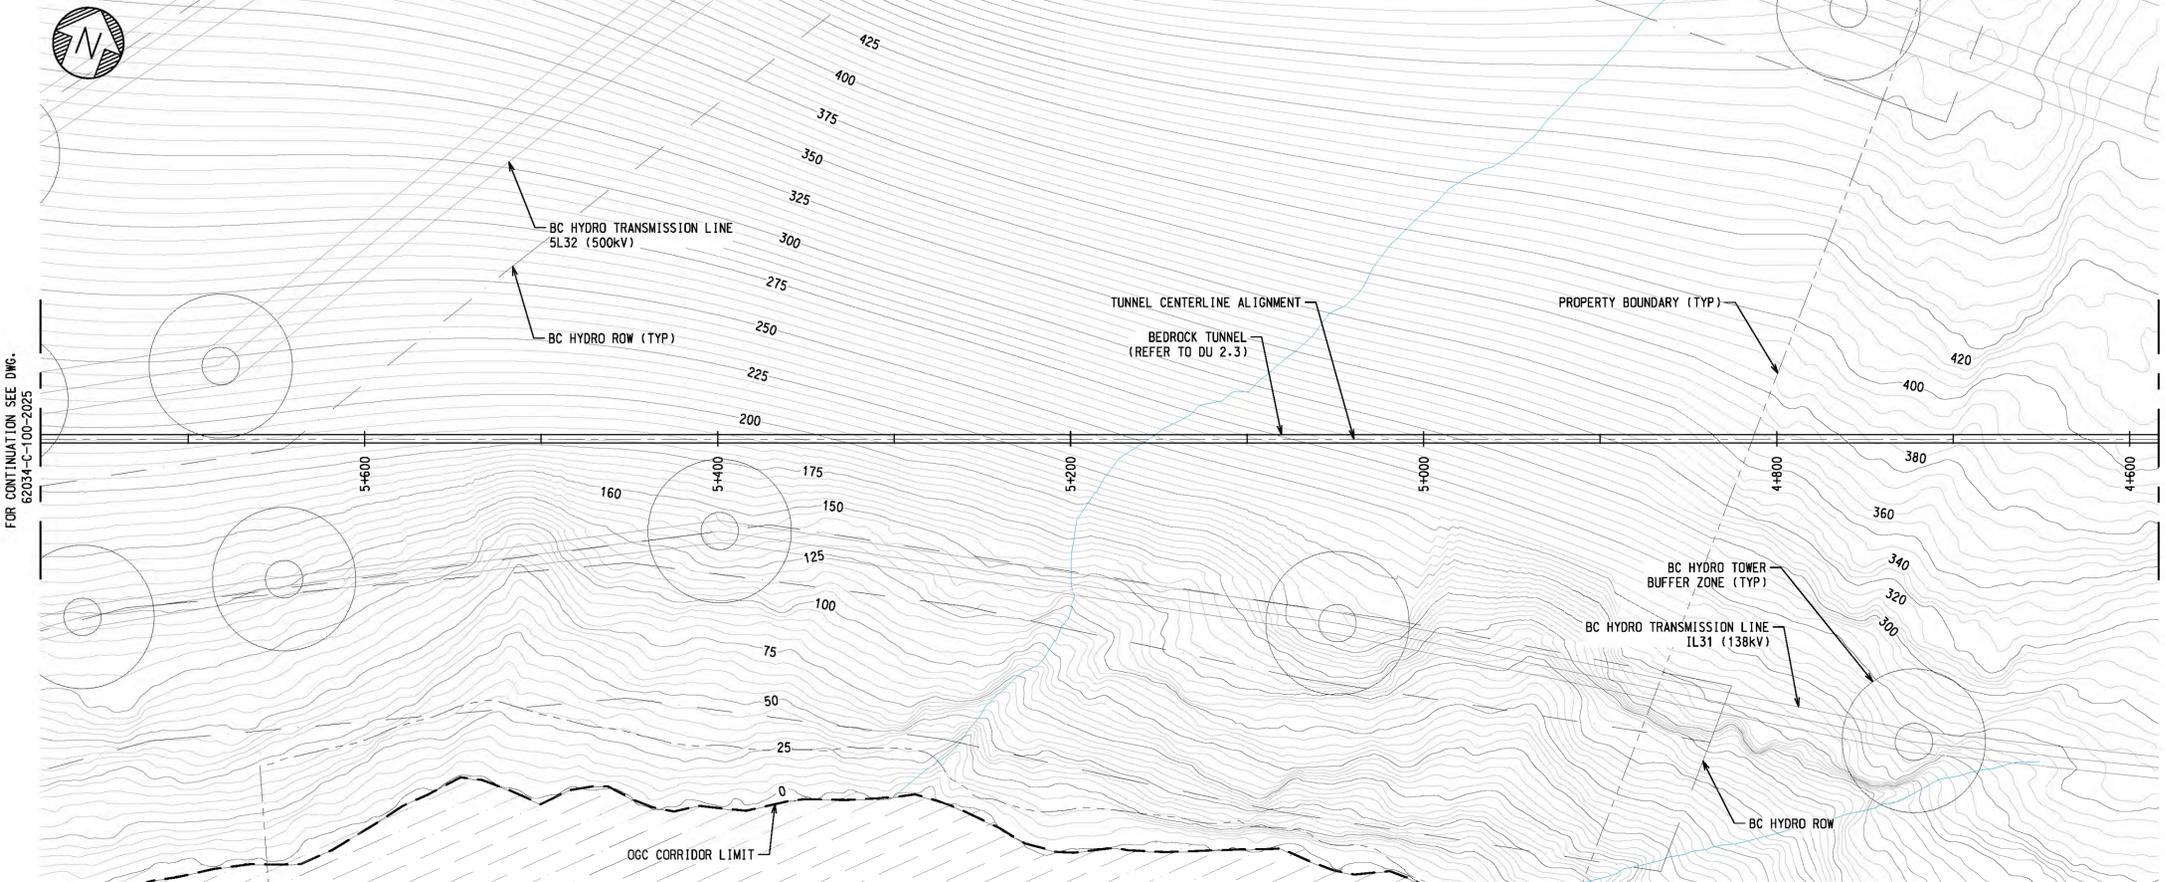 N
425
400
375
350
325
300
275
250
225
200
175
160
150
125
100
75
50
25
0
BC HYDRO TRANSMISSION LINE
5L32 (500kV)
BC HYDRO ROW (TYP)
TUNNEL CENTERLINE ALIGNMENT
BEDROCK TUNNEL
(REFER TO DU 2.3)
PROPERTY BOUNDARY (TYP)
420
400
380
360
340
320
300
FOR CONTINUATION SEE DWG.
62034-C-100-2025
5+600
5+400
5+200
5+000
4+800
4+600
BC HYDRO TOWER
BUFFER ZONE (TYP)
BC HYDRO TRANSMISSION LINE
IL31 (138kV)
BC HYDRO ROW
OGC CORRIDOR LIMIT